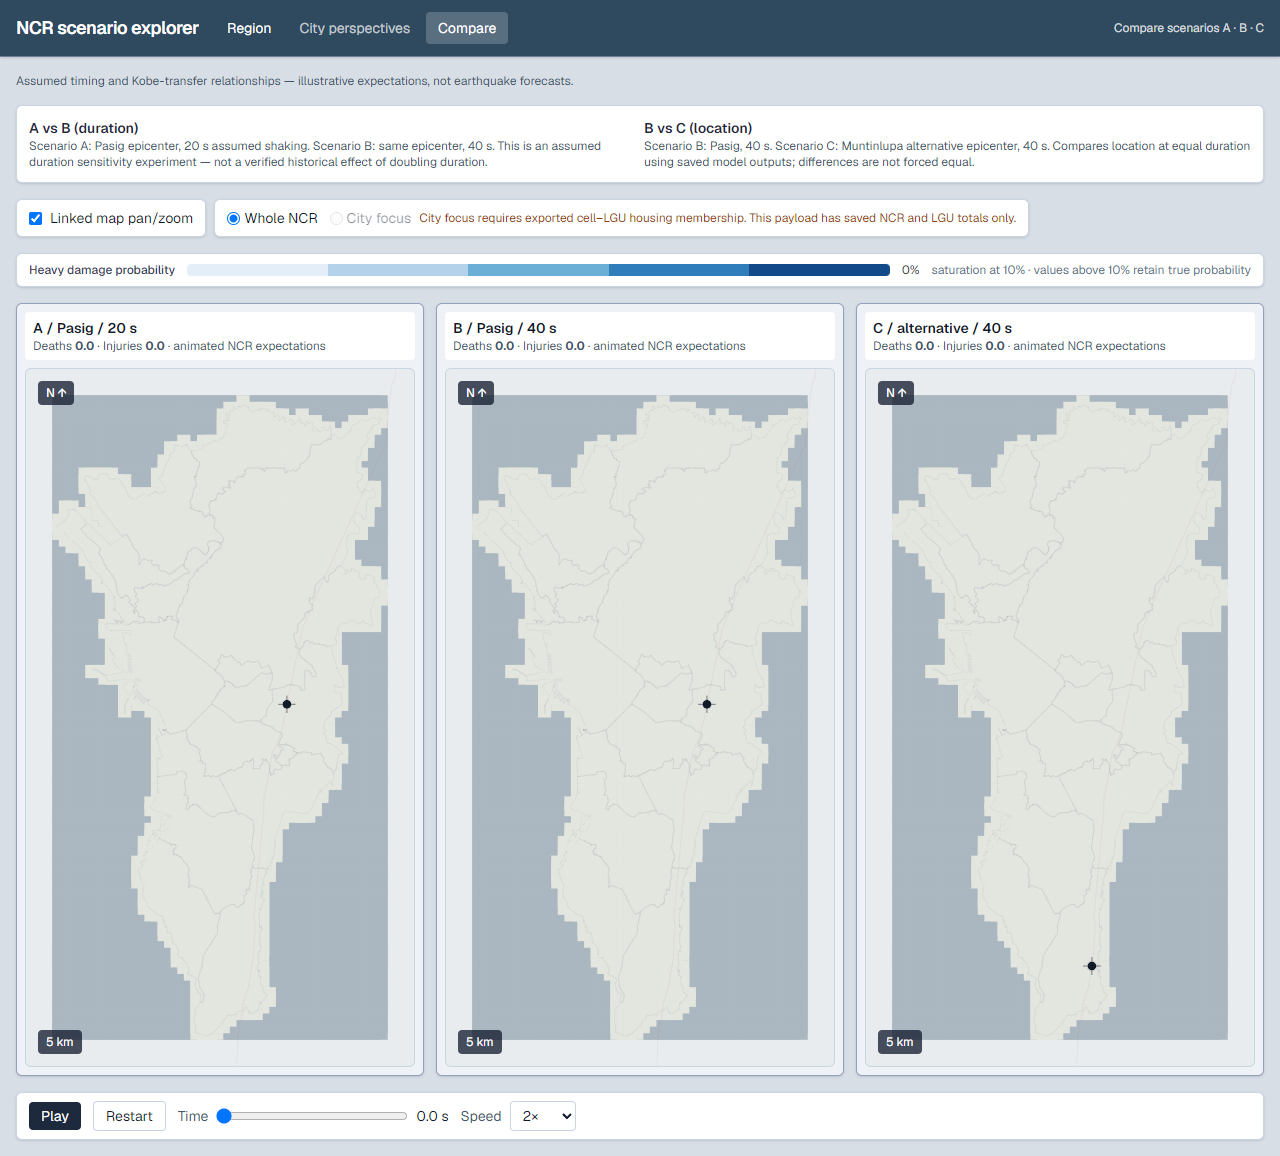 NCR scenario explorer Region City perspectives Compare Compare scenarios A · B · C
Assumed timing and Kobe-transfer relationships — illustrative expectations, not earthquake forecasts.
A vs B (duration)
Scenario A: Pasig epicenter, 20 s assumed shaking. Scenario B: same epicenter, 40 s. This is an assumed
duration sensitivity experiment — not a verified historical effect of doubling duration.
B vs C (location)
Scenario B: Pasig, 40 s. Scenario C: Muntinlupa alternative epicenter, 40 s. Compares location at equal duration
using saved model outputs; differences are not forced equal.
Linked map pan/zoom
Whole NCR City focus City focus requires exported cell–LGU housing membership. This payload has saved NCR and LGU totals only.
Heavy damage probability 0% saturation at 10% · values above 10% retain true probability
A / Pasig / 20 s
Deaths 0.0 · Injuries 0.0 · animated NCR expectations
N ↑
5 km
B / Pasig / 40 s
Deaths 0.0 · Injuries 0.0 · animated NCR expectations
N ↑
5 km
C / alternative / 40 s
Deaths 0.0 · Injuries 0.0 · animated NCR expectations
N ↑
5 km
Play Restart Time 0.0 s Speed 2×